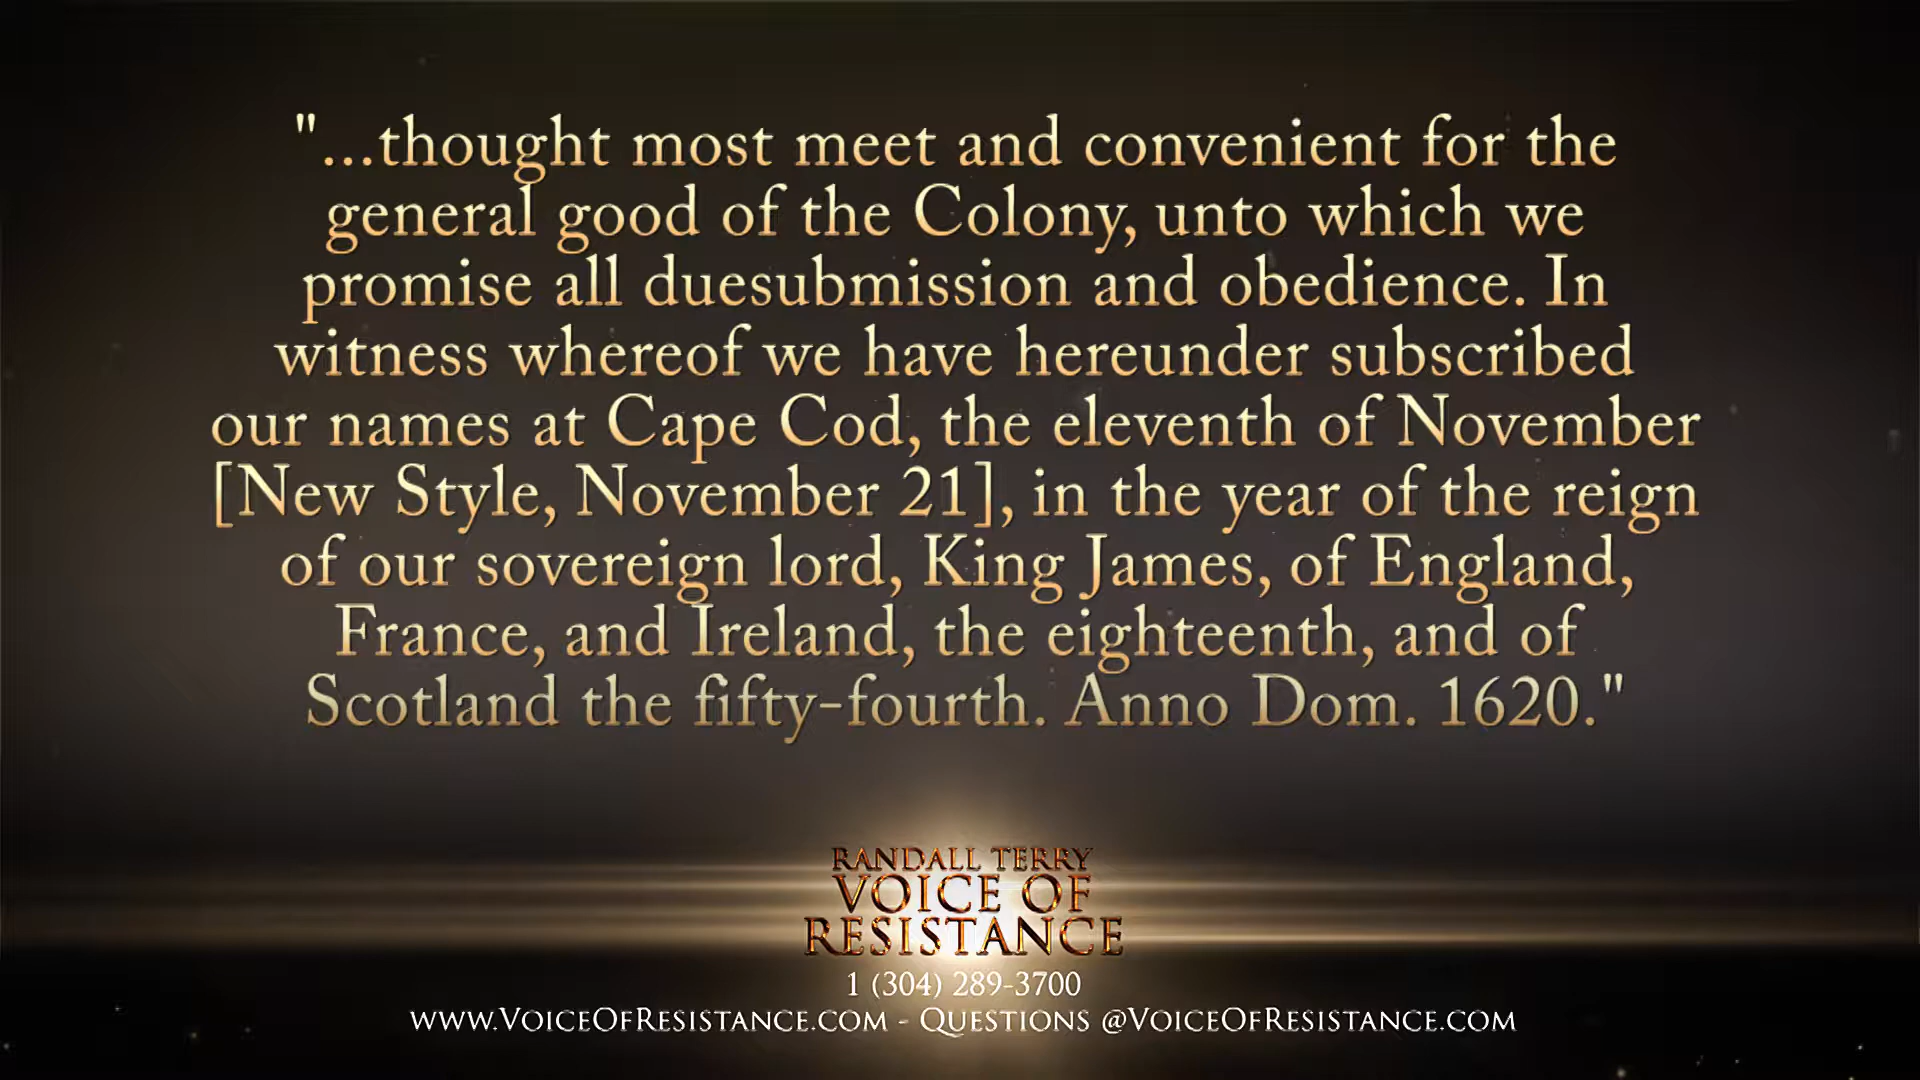 "...thought most meet and convenient for the
general good of the Colony, unto which we
promise all duesubmission and obedience. In
witness whereof we have hereunder subscribed
our names at Cape Cod, the eleventh of November
[New Style, November 21], in the year of the reign
of our sovereign lord, King James, of England,
France, and Ireland, the eighteenth, and of
Scotland the fifty-fourth. Anno Dom. 1620."
RANDALL TERRY
VOICE OF
RESISTANCE
1 (304) 289-3700
www.VoiceOfResistance.com - Questions @VoiceOfResistance.com